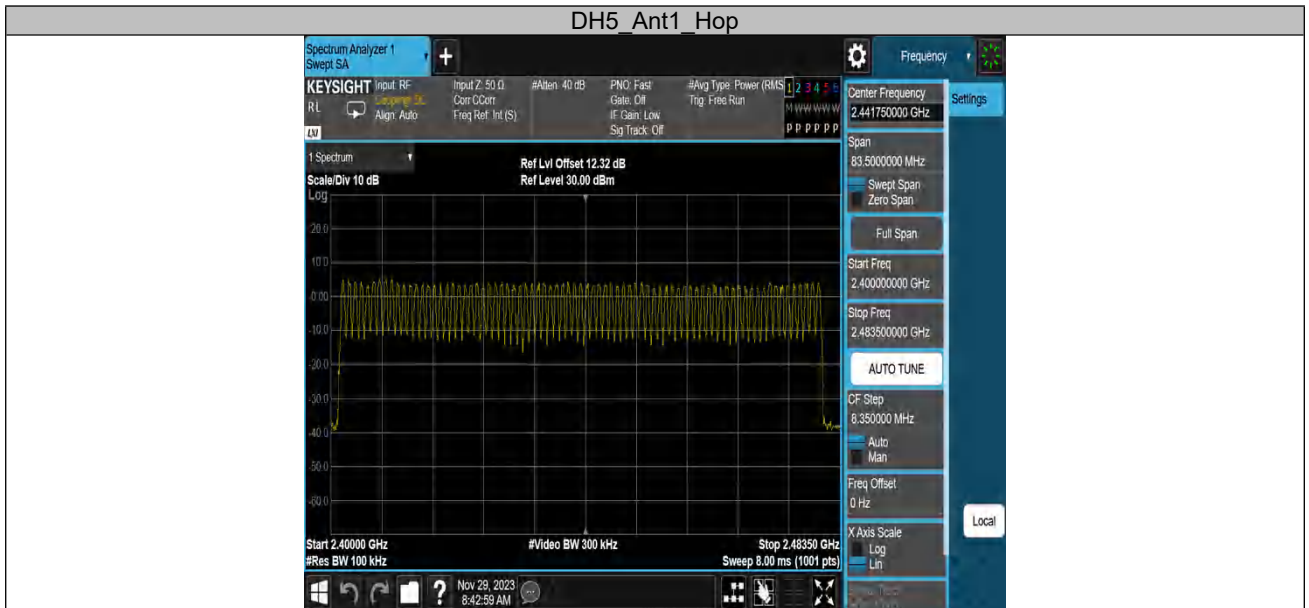 DH5_Ant1_Hop
Spectrum Analyzer 1
Swept SA
+
Frequency
KEYSIGHT
RL
LXI
Input: RF
Align: Auto
Input Z: 50 Ω
Corr CCorr
Freq Ref: Int (S)
#Atten: 40 dB
PNO: Fast
Gate: Off
IF Gain: Low
Sig Track: Off
#Avg Type: Power (RMS
Trig: Free Run
1 2 3 4 5 6
M W W W W W
P P P P P P
Center Frequency
2.441750000 GHz
Settings
Span
83.5000000 MHz
Swept Span
Zero Span
Full Span
Start Freq
2.400000000 GHz
Stop Freq
2.483500000 GHz
AUTO TUNE
CF Step
8.350000 MHz
Auto
Man
Freq Offset
0 Hz
X Axis Scale
Log
Lin
Local
1 Spectrum
Scale/Div 10 dB
Ref Lvl Offset 12.32 dB
Ref Level 30.00 dBm
Log
20.0
10.0
0.00
-10.0
-20.0
-30.0
-40.0
-50.0
-60.0
Start 2.40000 GHz
#Res BW 100 kHz
#Video BW 300 kHz
Stop 2.48350 GHz
Sweep 8.00 ms (1001 pts)
?
Nov 29, 2023
8:42:59 AM